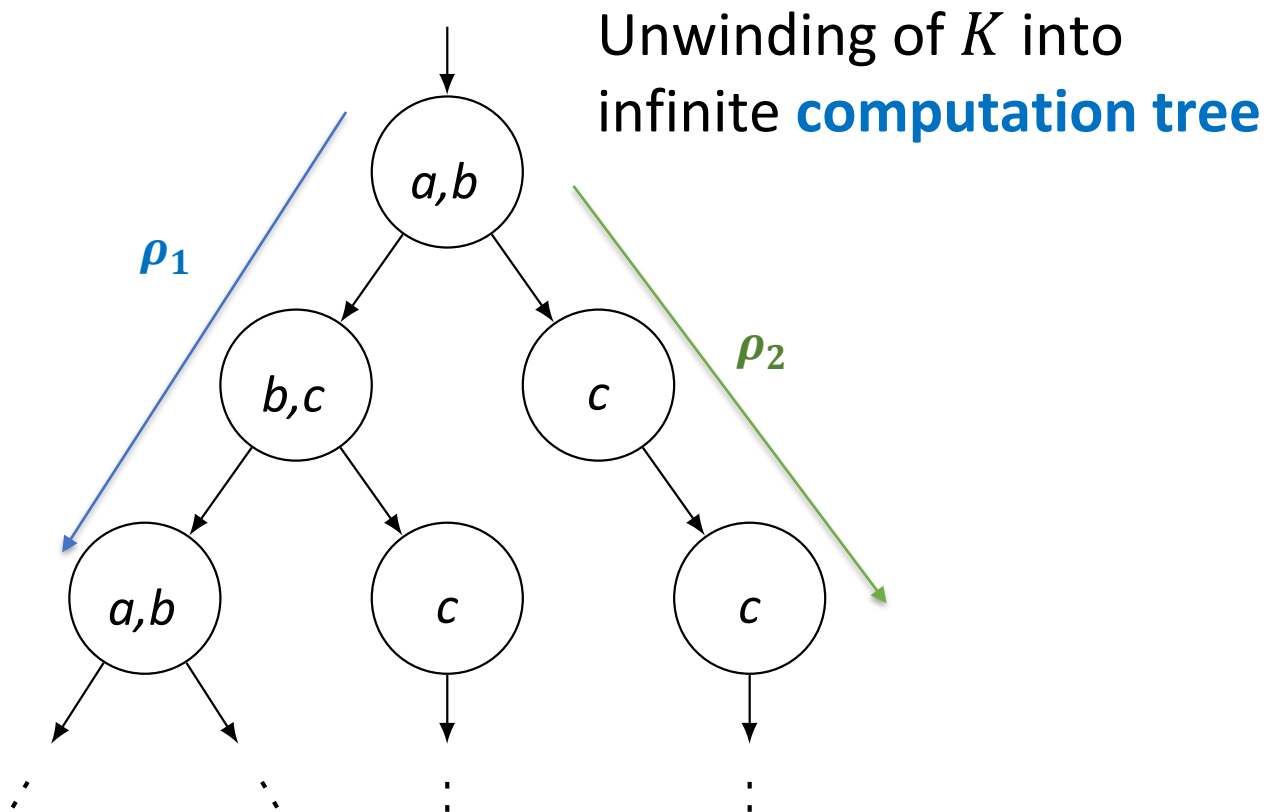 Unwinding of K into
infinite computation tree
a,b
ρ₁
ρ₂
b,c
c
a,b
c
c